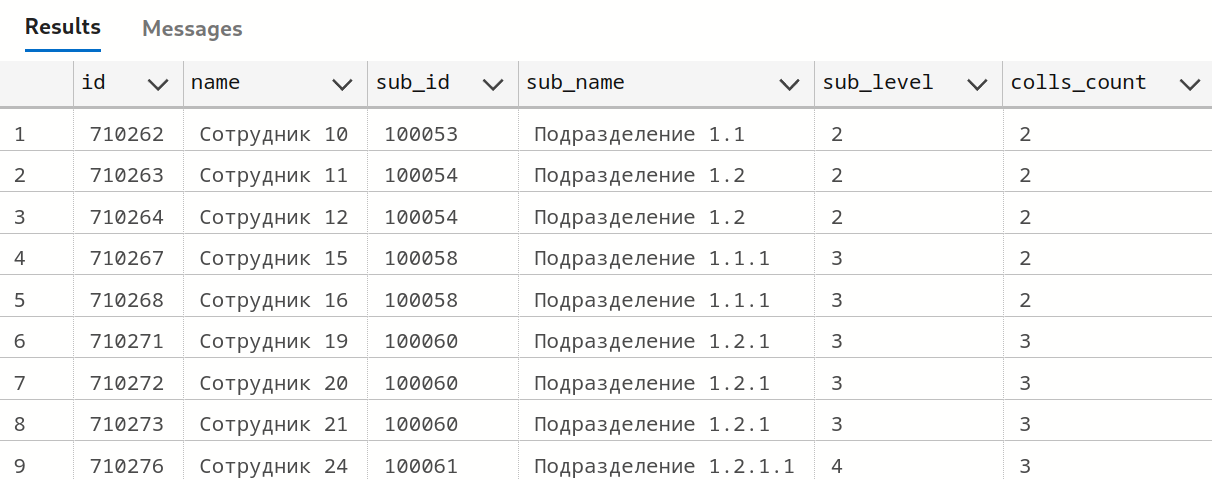 Results Messages
id name sub_id sub_name sub_level colls_count
1 710262 Сотрудник 10 100053 Подразделение 1.1 2 2
2 710263 Сотрудник 11 100054 Подразделение 1.2 2 2
3 710264 Сотрудник 12 100054 Подразделение 1.2 2 2
4 710267 Сотрудник 15 100058 Подразделение 1.1.1 3 2
5 710268 Сотрудник 16 100058 Подразделение 1.1.1 3 2
6 710271 Сотрудник 19 100060 Подразделение 1.2.1 3 3
7 710272 Сотрудник 20 100060 Подразделение 1.2.1 3 3
8 710273 Сотрудник 21 100060 Подразделение 1.2.1 3 3
9 710276 Сотрудник 24 100061 Подразделение 1.2.1.1 4 3